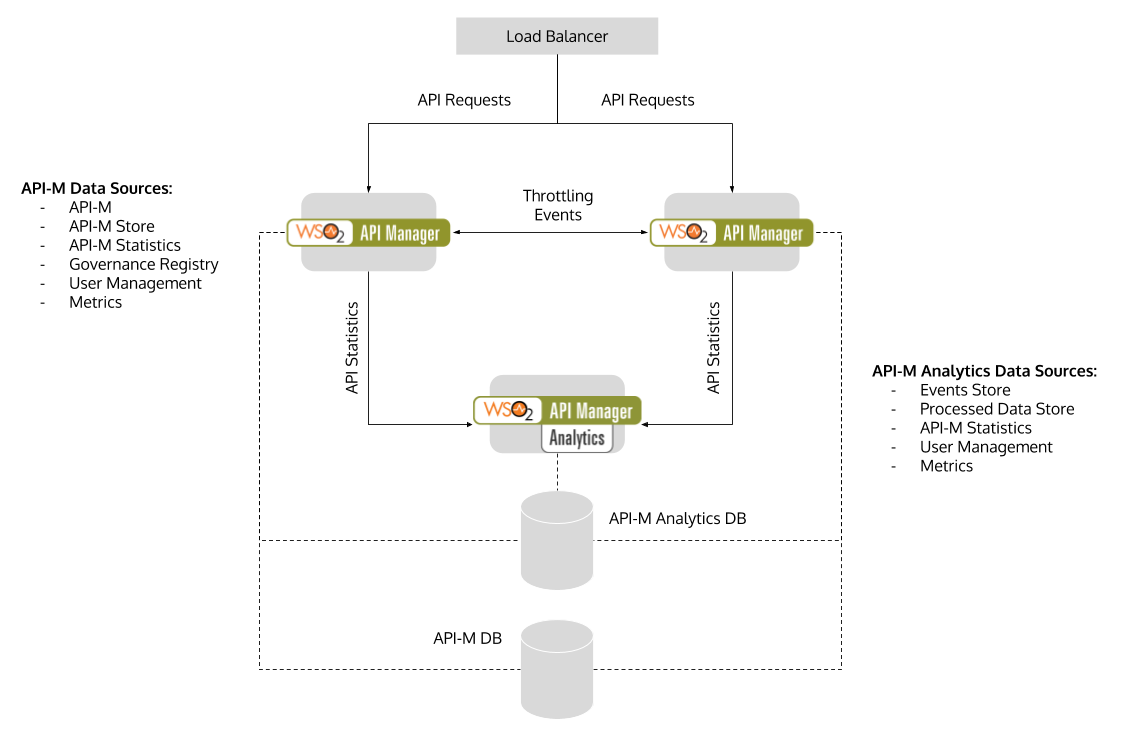 Load Balancer
API Requests
API Requests
API-M Data Sources:
- API-M
- API-M Store
- API-M Statistics
- Governance Registry
- User Management
- Metrics
Throttling
Events
WSO2 API Manager
WSO2 API Manager
API Statistics
API Statistics
API-M Analytics Data Sources:
- Events Store
- Processed Data Store
- API-M Statistics
- User Management
- Metrics
WSO2 API Manager
Analytics
API-M Analytics DB
API-M DB